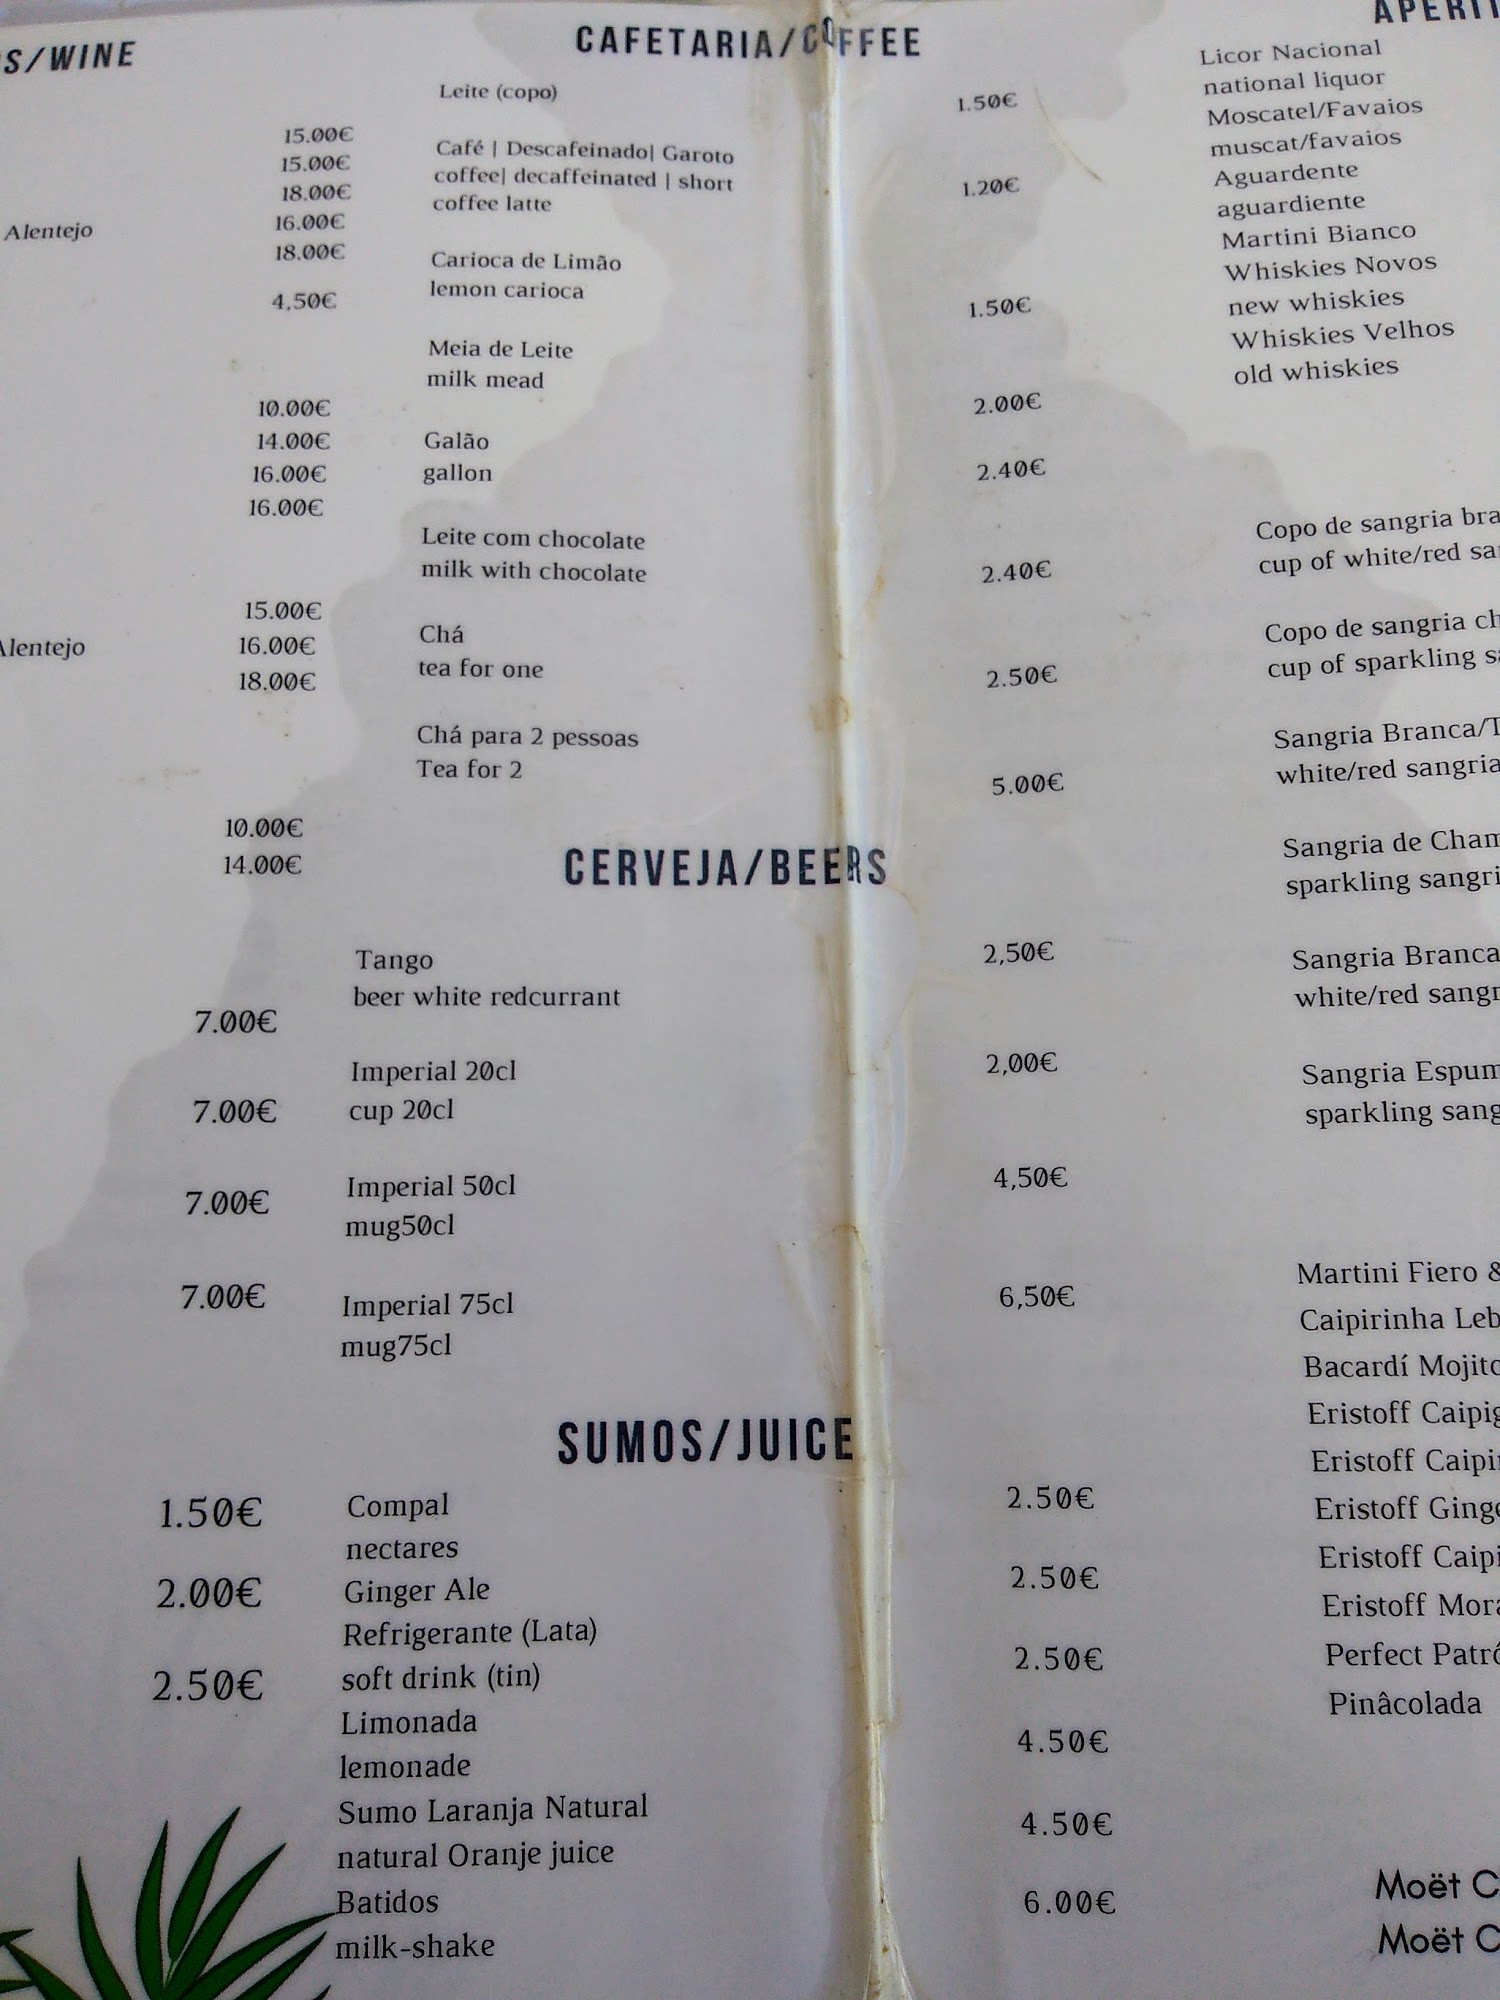 S/WINE
15.00€
15.00€
18.00€
Alentejo 16.00€
18.00€
4.50€
10.00€
14.00€
16.00€
16.00€
15.00€
Alentejo 16.00€
18.00€
10.00€
14.00€
7.00€
7.00€
7.00€
7.00€
1.50€
2.00€
2.50€
CAFETARIA/COFFEE
Leite (copo) 1.50€
Café | Descafeinado| Garoto
coffee| decaffeinated | short 1.20€
coffee latte
Carioca de Limão
lemon carioca 1.50€
Meia de Leite
milk mead 2.00€
Galão
gallon 2.40€
Leite com chocolate
milk with chocolate 2.40€
Chá
tea for one 2.50€
Chá para 2 pessoas
Tea for 2 5.00€
CERVEJA/BEERS
Tango 2,50€
beer white redcurrant
Imperial 20cl 2,00€
cup 20cl
Imperial 50cl 4,50€
mug50cl
Imperial 75cl 6,50€
mug75cl
SUMOS/JUICE
Compal 2.50€
nectares
Ginger Ale 2.50€
Refrigerante (Lata) 2.50€
soft drink (tin)
Limonada 4.50€
lemonade
Sumo Laranja Natural 4.50€
natural Oranje juice
Batidos 6.00€
milk-shake
APERIT
Licor Nacional
national liquor
Moscatel/Favaios
muscat/favaios
Aguardente
aguardiente
Martini Bianco
Whiskies Novos
new whiskies
Whiskies Velhos
old whiskies
Copo de sangria bra
cup of white/red sa
Copo de sangria ch
cup of sparkling s
Sangria Branca/T
white/red sangria
Sangria de Cham
sparkling sangri
Sangria Branca
white/red sangr
Sangria Espum
sparkling sang
Martini Fiero &
Caipirinha Leb
Bacardí Mojito
Eristoff Caipig
Eristoff Caipi
Eristoff Ginge
Eristoff Caipi
Eristoff Mora
Perfect Patró
Pinâcolada
Moët C
Moët C